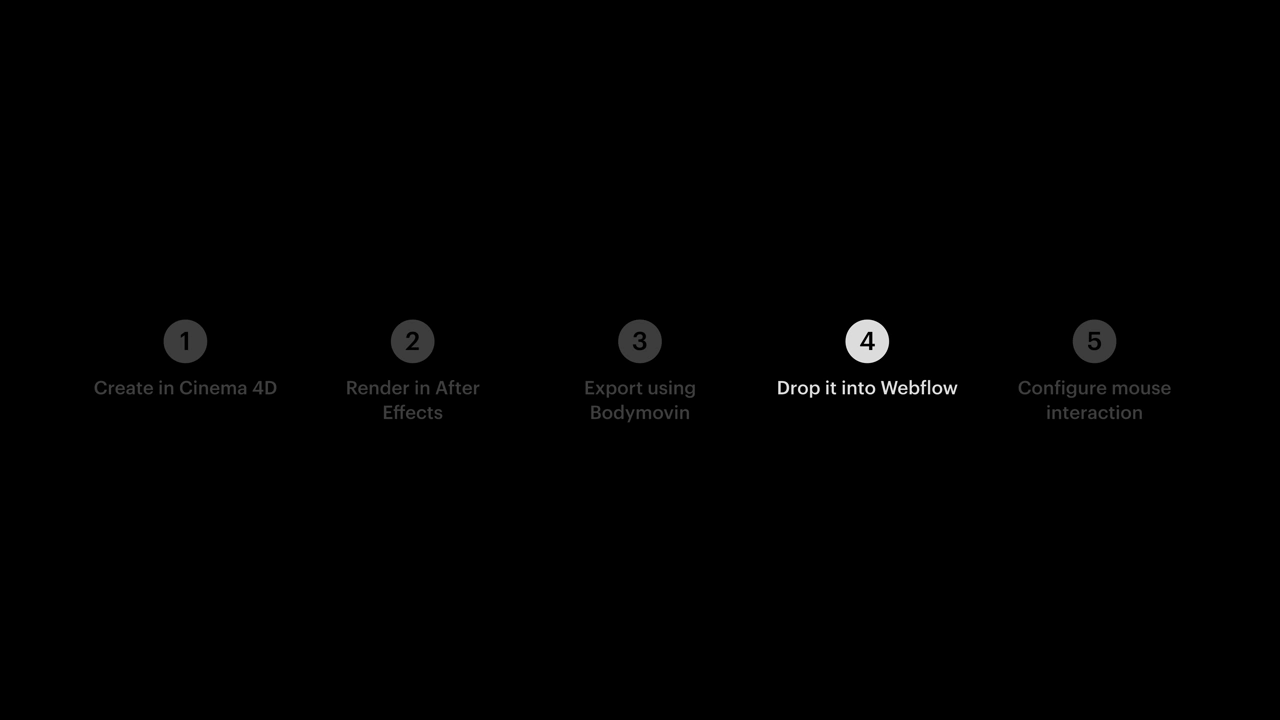 1
Create in Cinema 4D
2
Render in After
Effects
3
Export using
Bodymovin
4
Drop it into Webflow
5
Configure mouse
interaction